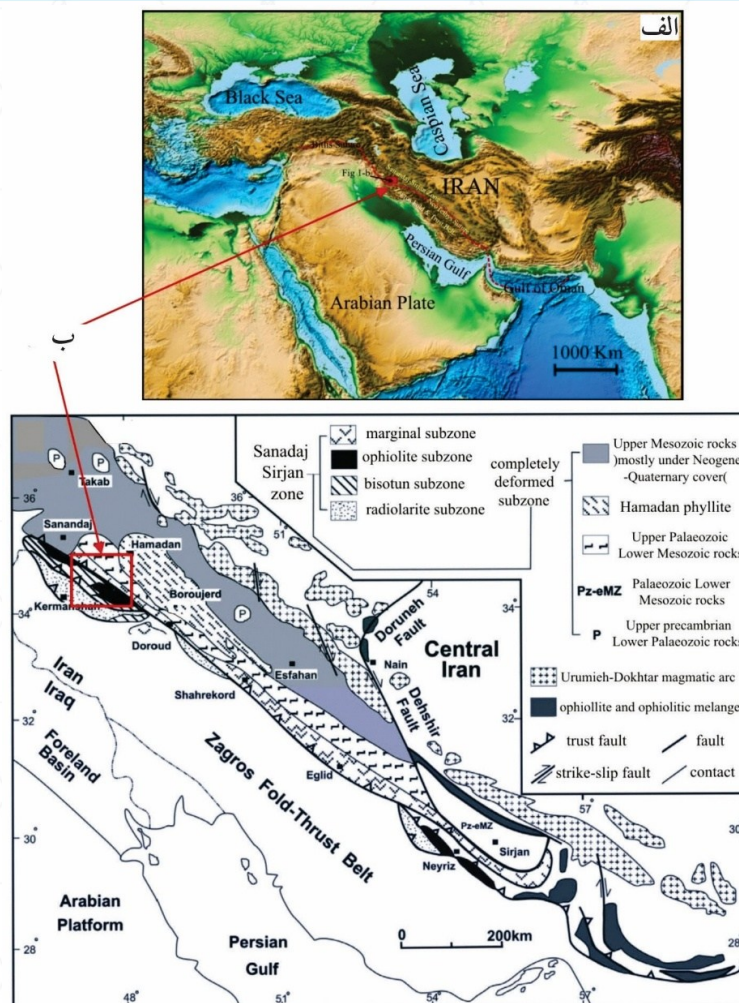 الف
Black Sea
Caspian Sea
Fig 1-b
IRAN
Persian Gulf
Arabian Plate
Gulf of Oman
1000 Km
ب
Sanadaj
Sirjan
zone
marginal subzone
ophiolite subzone
bisotun subzone
radiolarite subzone
completely
deformed
subzone
Upper Mesozoic rocks
)mostly under Neogene
-Quaternary cover(
Hamadan phyllite
Upper Palaeozoic
Lower Mesozoic rocks
Pz-eMZ
Palaeozoic Lower
Mesozoic rocks
P
Upper precambrian
Lower Palaeozoic rocks
Urumieh-Dokhtar magmatic arc
ophiollite and ophiolitic melange
trust fault
fault
strike-slip fault
contact
P
P
Takab
36°
36°
Sanandaj
51
Hamadan
Kermanshah
34°
Boroujerd
P
Doroud
Esfahan
Shahrekord
54
34°
Doruneh
Fault
Nain
Central
Iran
Dehshir
Fault
32°
Iran
Iraq
Foreland
Basin
32°
Eglid
Zagros Fold-Thrust Belt
57°
30°
30
Pz-eMZ
Sirjan
Neyriz
Arabian
Platform
Persian
Gulf
0
200km
28°
28
48°
51°
54°
57°